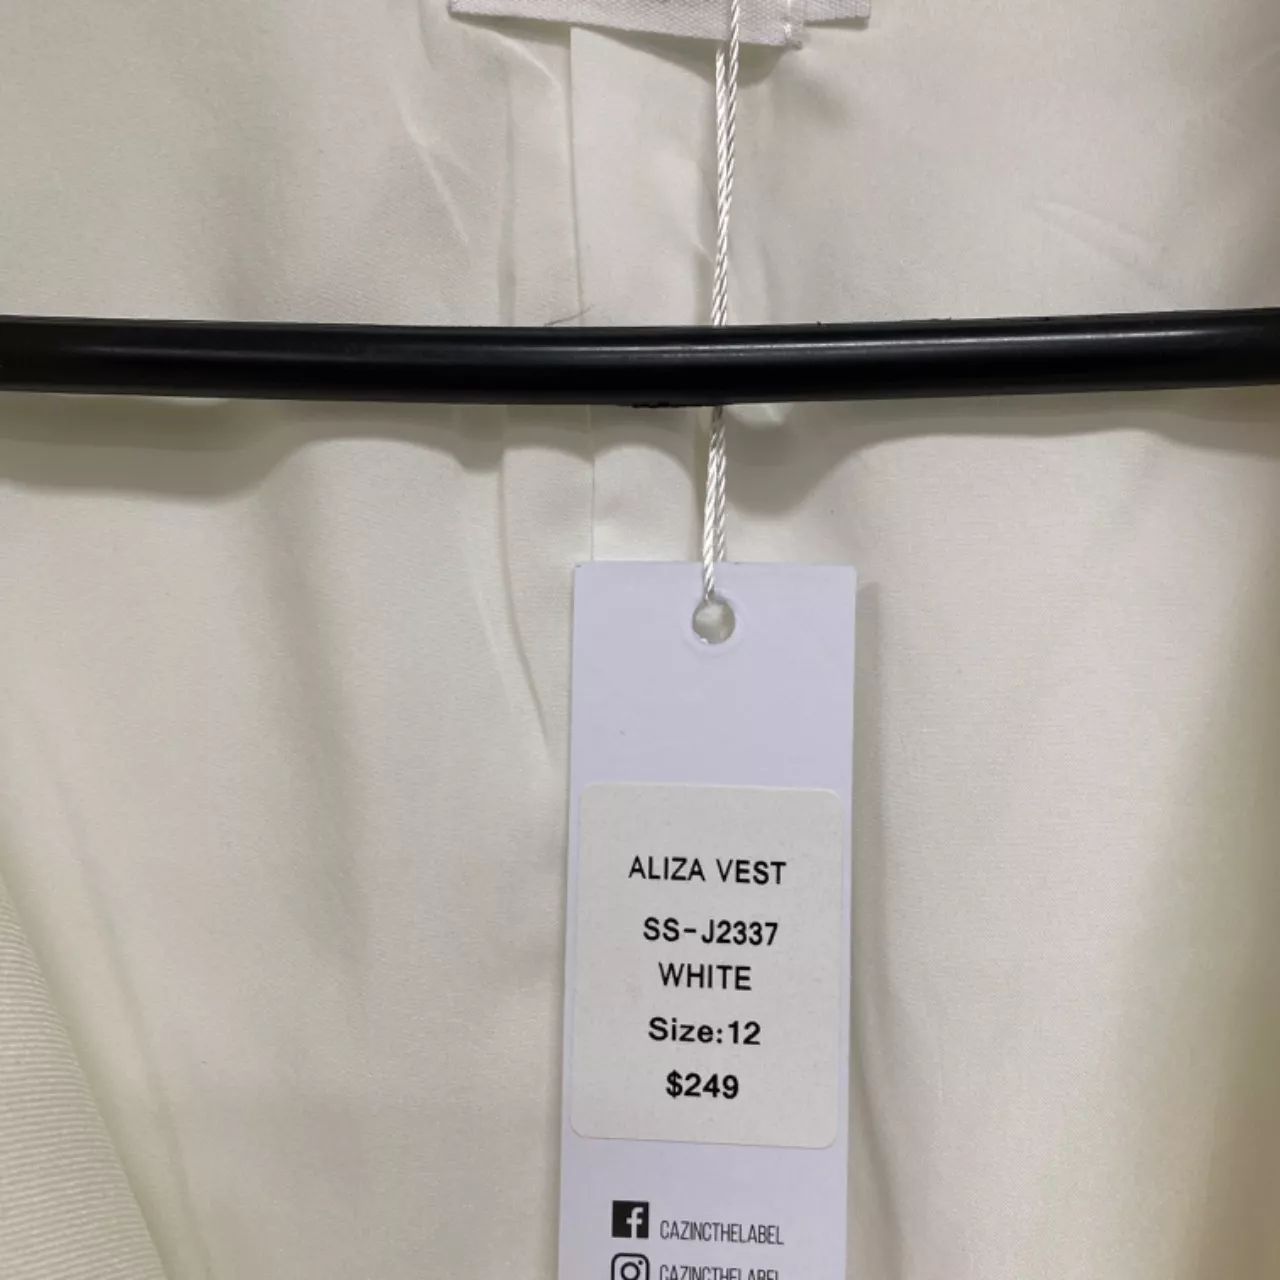 ALIZA VEST
SS-J2337
WHITE
Size:12
$249
CAZINCTHELABEL
CAZINCTHELABEL